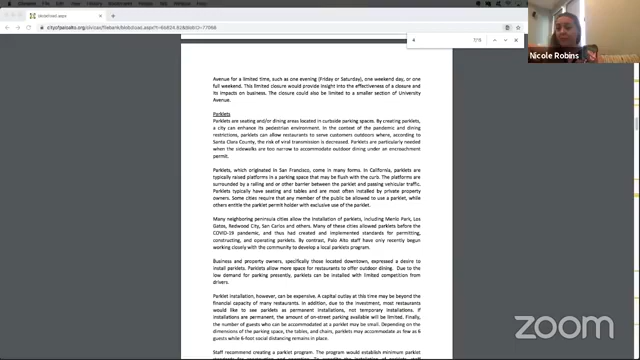 Nicole Robins
Avenue for a limited time, such as one evening (Friday or Saturday), one weekend day, or one
full weekend. This limited closure would provide insight into the effectiveness of a closure and
its impacts on business. The closure could also be limited to a smaller section of University
Avenue.
Parklets
Parklets are seating and/or dining areas located in curbside parking spaces. By creating parklets,
a city can enhance its pedestrian environment. In the context of the pandemic and dining
restrictions, parklets can allow restaurants to serve customers outdoors where, according to
Santa Clara County, the risk of viral transmission is decreased. Parklets are particularly needed
when the sidewalks are too narrow to accommodate outdoor dining under an encroachment
permit.
Parklets, which originated in San Francisco, come in many forms. In California, parklets are
typically raised platforms in a parking space that may be flush with the curb. The platforms are
surrounded by a railing and or other barrier between the parklet and passing vehicular traffic.
Parklets typically have seating and tables and are most often installed by private property
owners. Some cities require that any member of the public be allowed to use a parklet, while
others entitle the parklet permit holder with exclusive use of the parklet.
Many neighboring peninsula cities allow the installation of parklets, including Menlo Park, Los
Gatos, Redwood City, San Carlos and others. Many of these cities allowed parklets before the
COVID-19 pandemic, and thus had created and implemented standards for permitting,
constructing, and operating parklets. By contrast, Palo Alto staff have only recently begun
working closely with the community to develop a local parklets program.
Business and property owners, specifically those located downtown, expressed a desire to
install parklets. Parklets allow more space for restaurants to offer outdoor dining. Due to the
low demand for parking presently, parklets can be installed with limited competition from
drivers.
Parklet installation, however, can be expensive. A capital outlay at this time may be beyond the
financial capacity of many restaurants. In addition, due to the investment, most restaurants
would like to see parklets as permanent installations, not temporary installations. If
installations are permanent, the amount of on-street parking available will be limited. Finally,
the number of guests who can be accommodated at a parklet may be small. Depending on the
dimensions of the parking space, the tables, and chairs, parklets may accommodate as few as 6
guests while 6-foot social distancing remains in place.
Staff recommend creating a parklet program. The program would establish minimum parklet
zoom